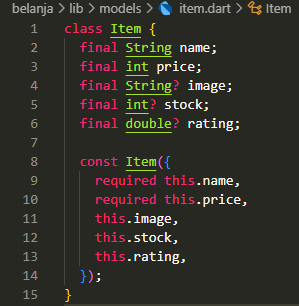 belanja > lib > models > item.dart > Item
1 class Item {
2 final String name;
3 final int price;
4 final String? image;
5 final int? stock;
6 final double? rating;
7
8 const Item({
9 required this.name,
10 required this.price,
11 this.image,
12 this.stock,
13 this.rating,
14 });
15 }